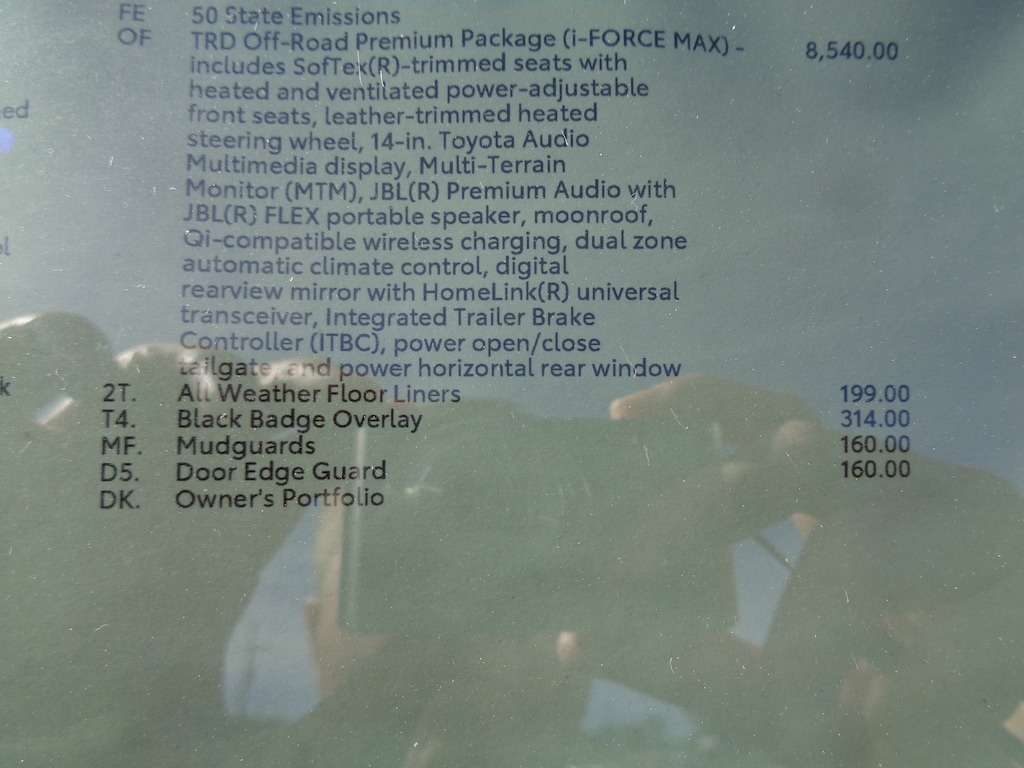 FE 50 State Emissions
OF TRD Off-Road Premium Package (i-FORCE MAX) - 8,540.00
includes SofTex(R)-trimmed seats with
heated and ventilated power-adjustable
front seats, leather-trimmed heated
steering wheel, 14-in. Toyota Audio
Multimedia display, Multi-Terrain
Monitor (MTM), JBL(R) Premium Audio with
JBL(R) FLEX portable speaker, moonroof,
Qi-compatible wireless charging, dual zone
automatic climate control, digital
rearview mirror with HomeLink(R) universal
transceiver, Integrated Trailer Brake
Controller (ITBC), power open/close
tailgate, and power horizontal rear window
2T. All Weather Floor Liners 199.00
T4. Black Badge Overlay 314.00
MF. Mudguards 160.00
D5. Door Edge Guard 160.00
DK. Owner's Portfolio